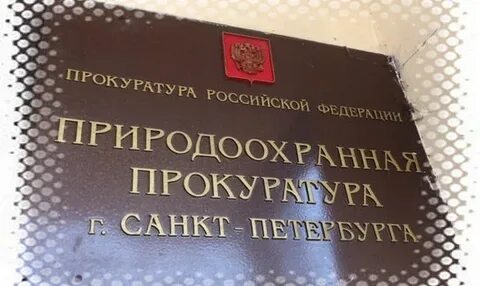 ПРОКУРАТУРА РОССИЙСКОЙ ФЕДЕРАЦИИ
ПРИРОДООХРАННАЯ
ПРОКУРАТУРА
г. САНКТ-ПЕТЕРБУРГА